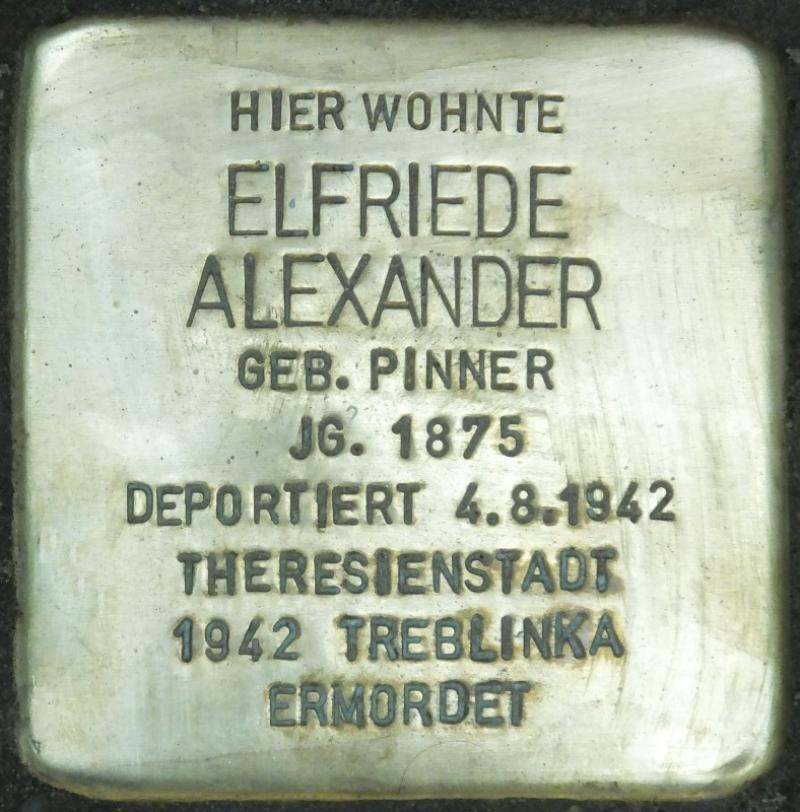 HIER WOHNTE
ELFRIEDE
ALEXANDER
GEB. PINNER
JG. 1875
DEPORTIERT 4.8.1942
THERESIENSTADT
1942 TREBLINKA
ERMORDET